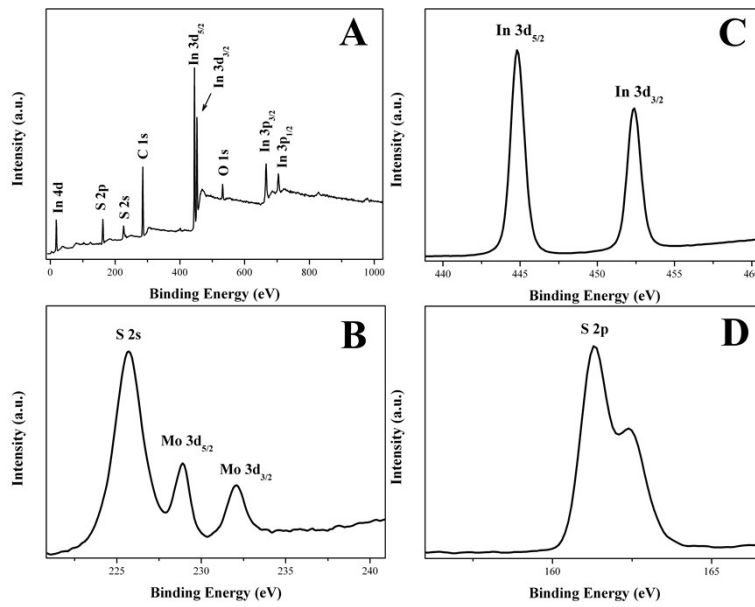 A
In 4d
S 2p
S 2s
C 1s
In 3d5/2
In 3d3/2
O 1s
In 3p3/2
In 3p1/2
Intensity (a.u.)
0 200 400 600 800 1000
Binding Energy (eV)
C
In 3d5/2
In 3d3/2
Intensity (a.u.)
440 445 450 455 460
Binding Energy (eV)
B
S 2s
Mo 3d5/2
Mo 3d3/2
Intensity (a.u.)
225 230 235 240
Binding Energy (eV)
D
S 2p
Intensity (a.u.)
160 165
Binding Energy (eV)